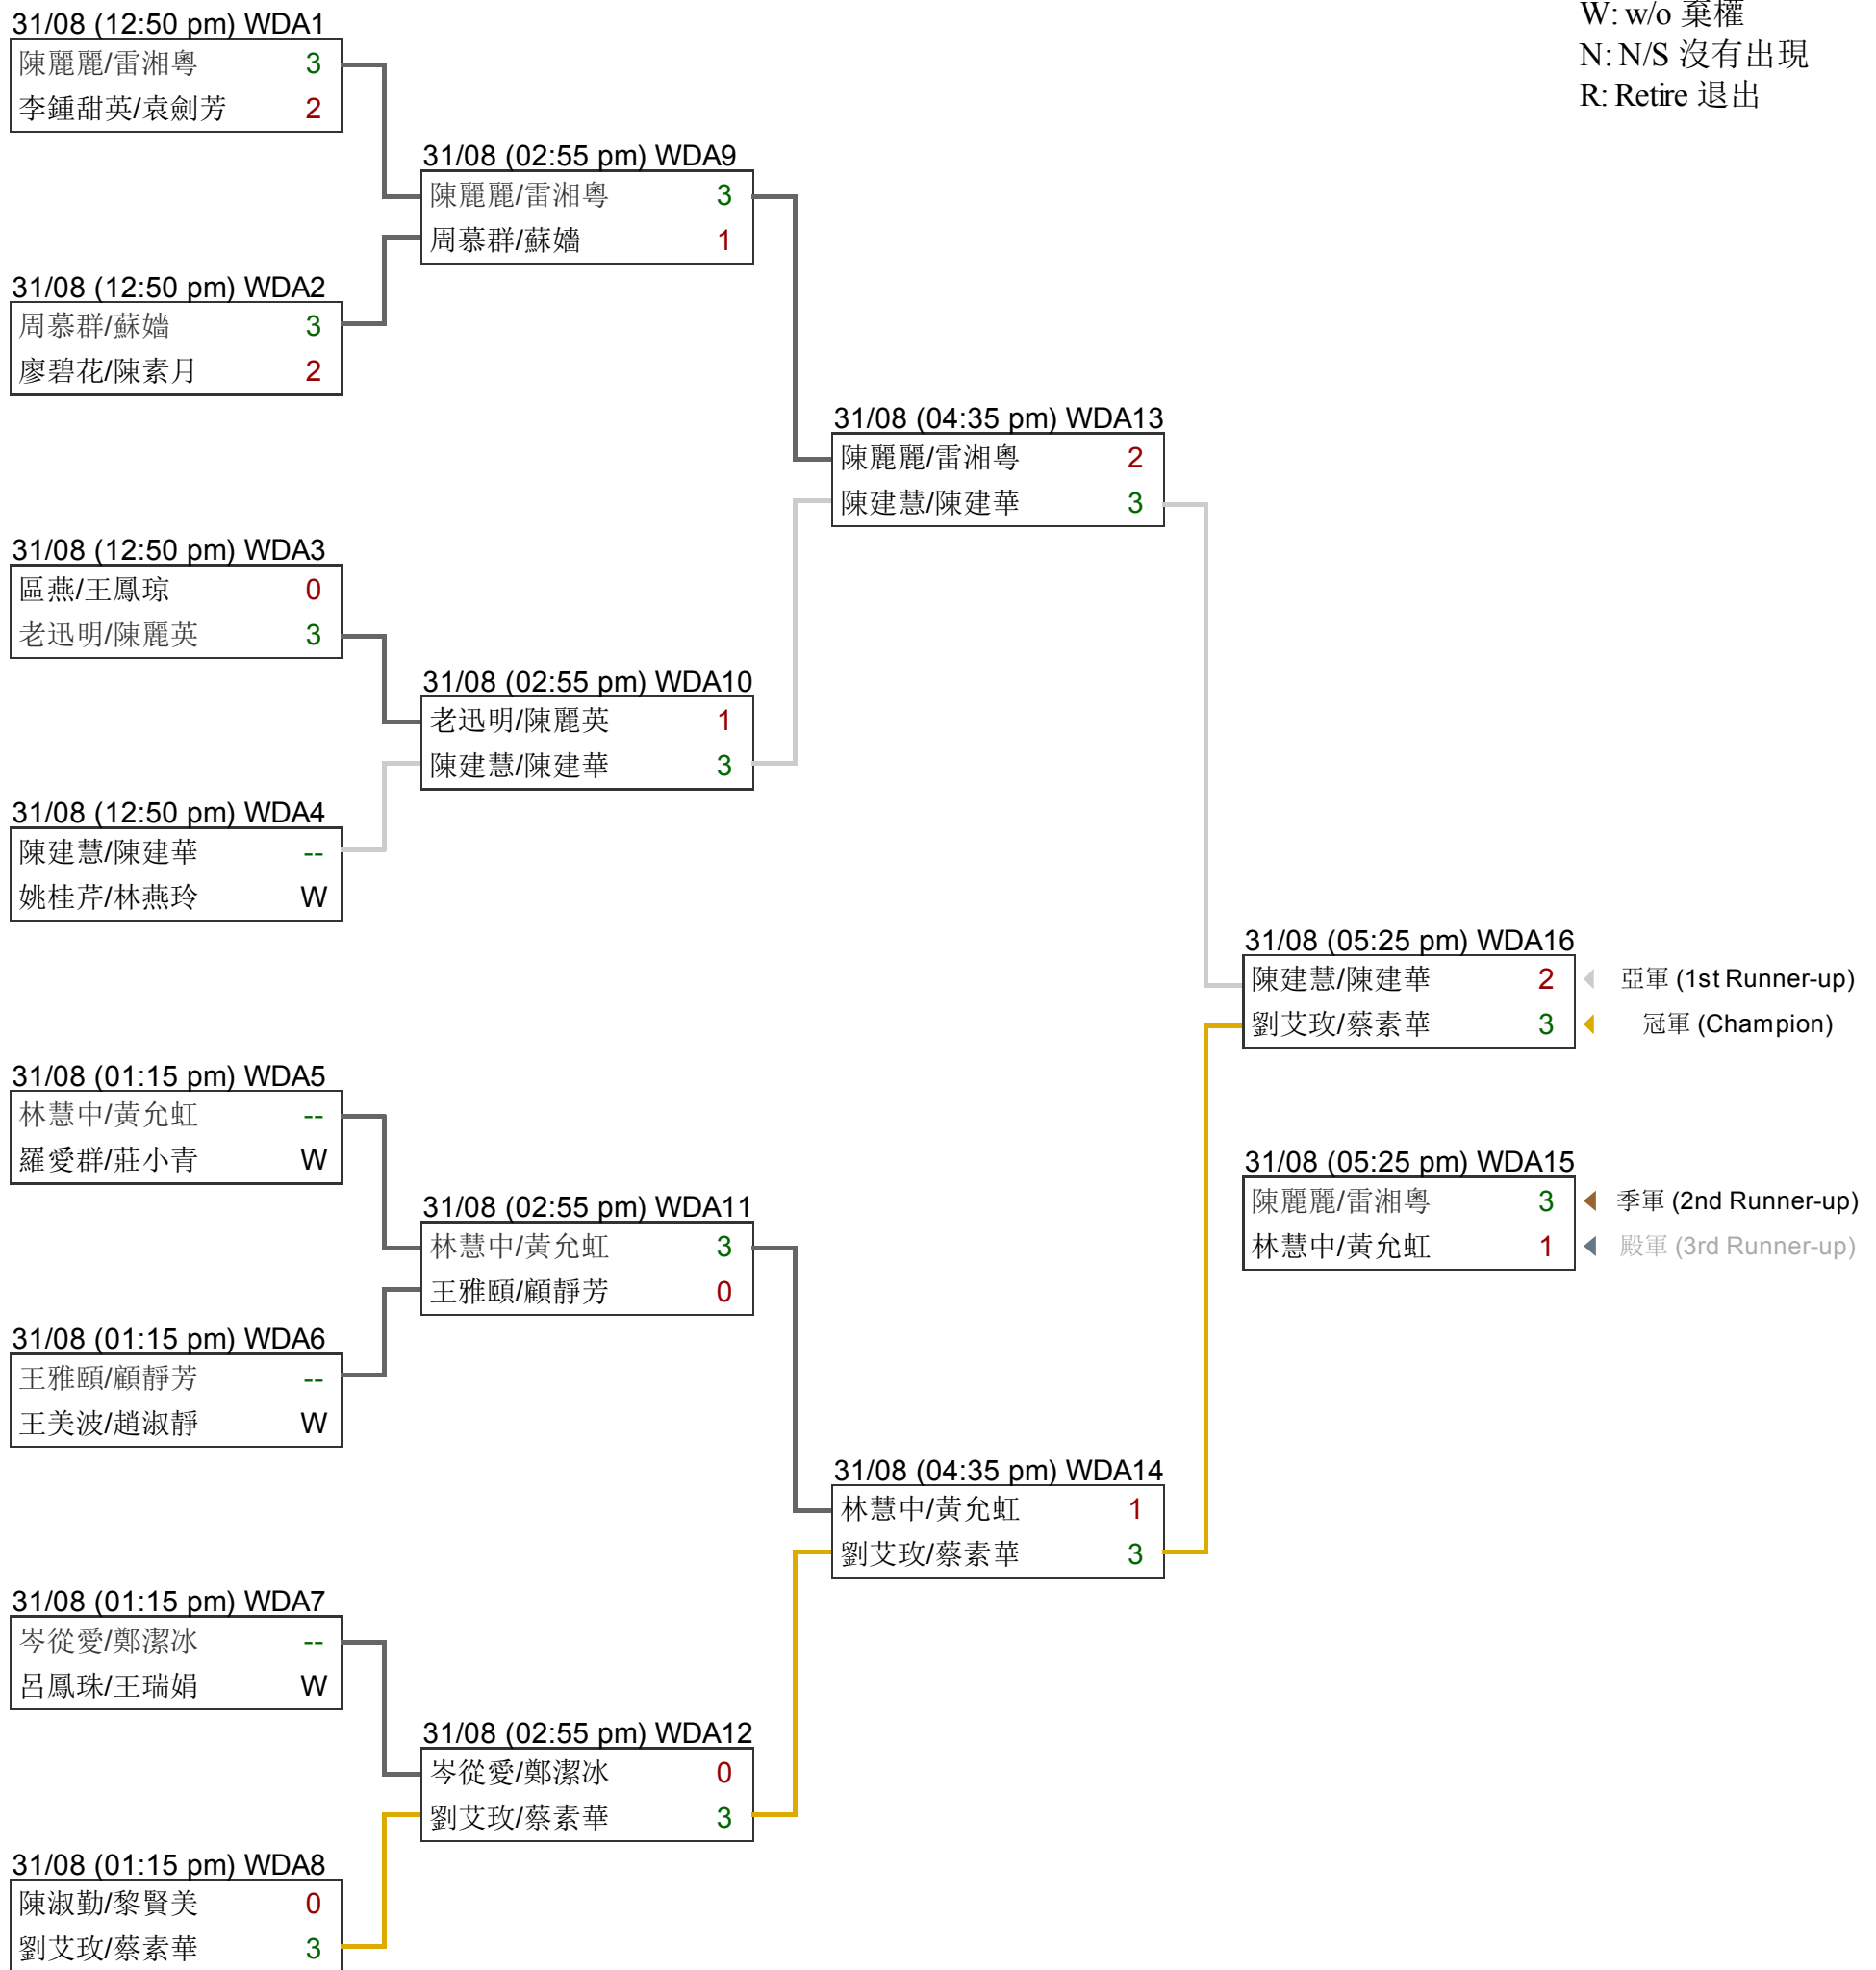 W: w/o 棄權
N: N/S 沒有出現
R: Retire 退出
31/08 (12:50 pm) WDA1
陳麗麗/雷湘粵 3
李鍾甜英/袁劍芳 2
31/08 (02:55 pm) WDA9
陳麗麗/雷湘粵 3
周慕群/蘇嬙 1
31/08 (12:50 pm) WDA2
周慕群/蘇嬙 3
廖碧花/陳素月 2
31/08 (04:35 pm) WDA13
陳麗麗/雷湘粵 2
陳建慧/陳建華 3
31/08 (12:50 pm) WDA3
區燕/王鳳琼 0
老迅明/陳麗英 3
31/08 (02:55 pm) WDA10
老迅明/陳麗英 1
陳建慧/陳建華 3
31/08 (12:50 pm) WDA4
陳建慧/陳建華 --
姚桂芹/林燕玲 W
31/08 (05:25 pm) WDA16
陳建慧/陳建華 2 亞軍 (1st Runner-up)
劉艾玫/蔡素華 3 冠軍 (Champion)
31/08 (01:15 pm) WDA5
林慧中/黃允虹 --
羅愛群/莊小青 W
31/08 (05:25 pm) WDA15
陳麗麗/雷湘粵 3 季軍 (2nd Runner-up)
林慧中/黃允虹 1 殿軍 (3rd Runner-up)
31/08 (02:55 pm) WDA11
林慧中/黃允虹 3
王雅頤/顧靜芳 0
31/08 (01:15 pm) WDA6
王雅頤/顧靜芳 --
王美波/趙淑靜 W
31/08 (04:35 pm) WDA14
林慧中/黃允虹 1
劉艾玫/蔡素華 3
31/08 (01:15 pm) WDA7
岑從愛/鄭潔冰 --
呂鳳珠/王瑞娟 W
31/08 (02:55 pm) WDA12
岑從愛/鄭潔冰 0
劉艾玫/蔡素華 3
31/08 (01:15 pm) WDA8
陳淑勤/黎賢美 0
劉艾玫/蔡素華 3